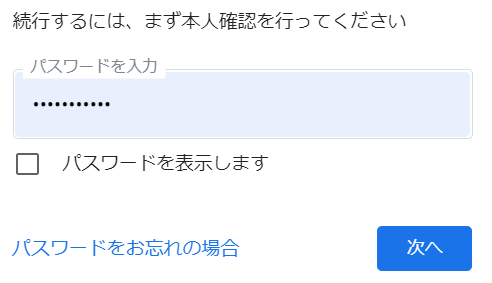 続行するには、まず本人確認を行ってください
パスワードを入力
•••••••••••
パスワードを表示します
パスワードをお忘れの場合
次へ